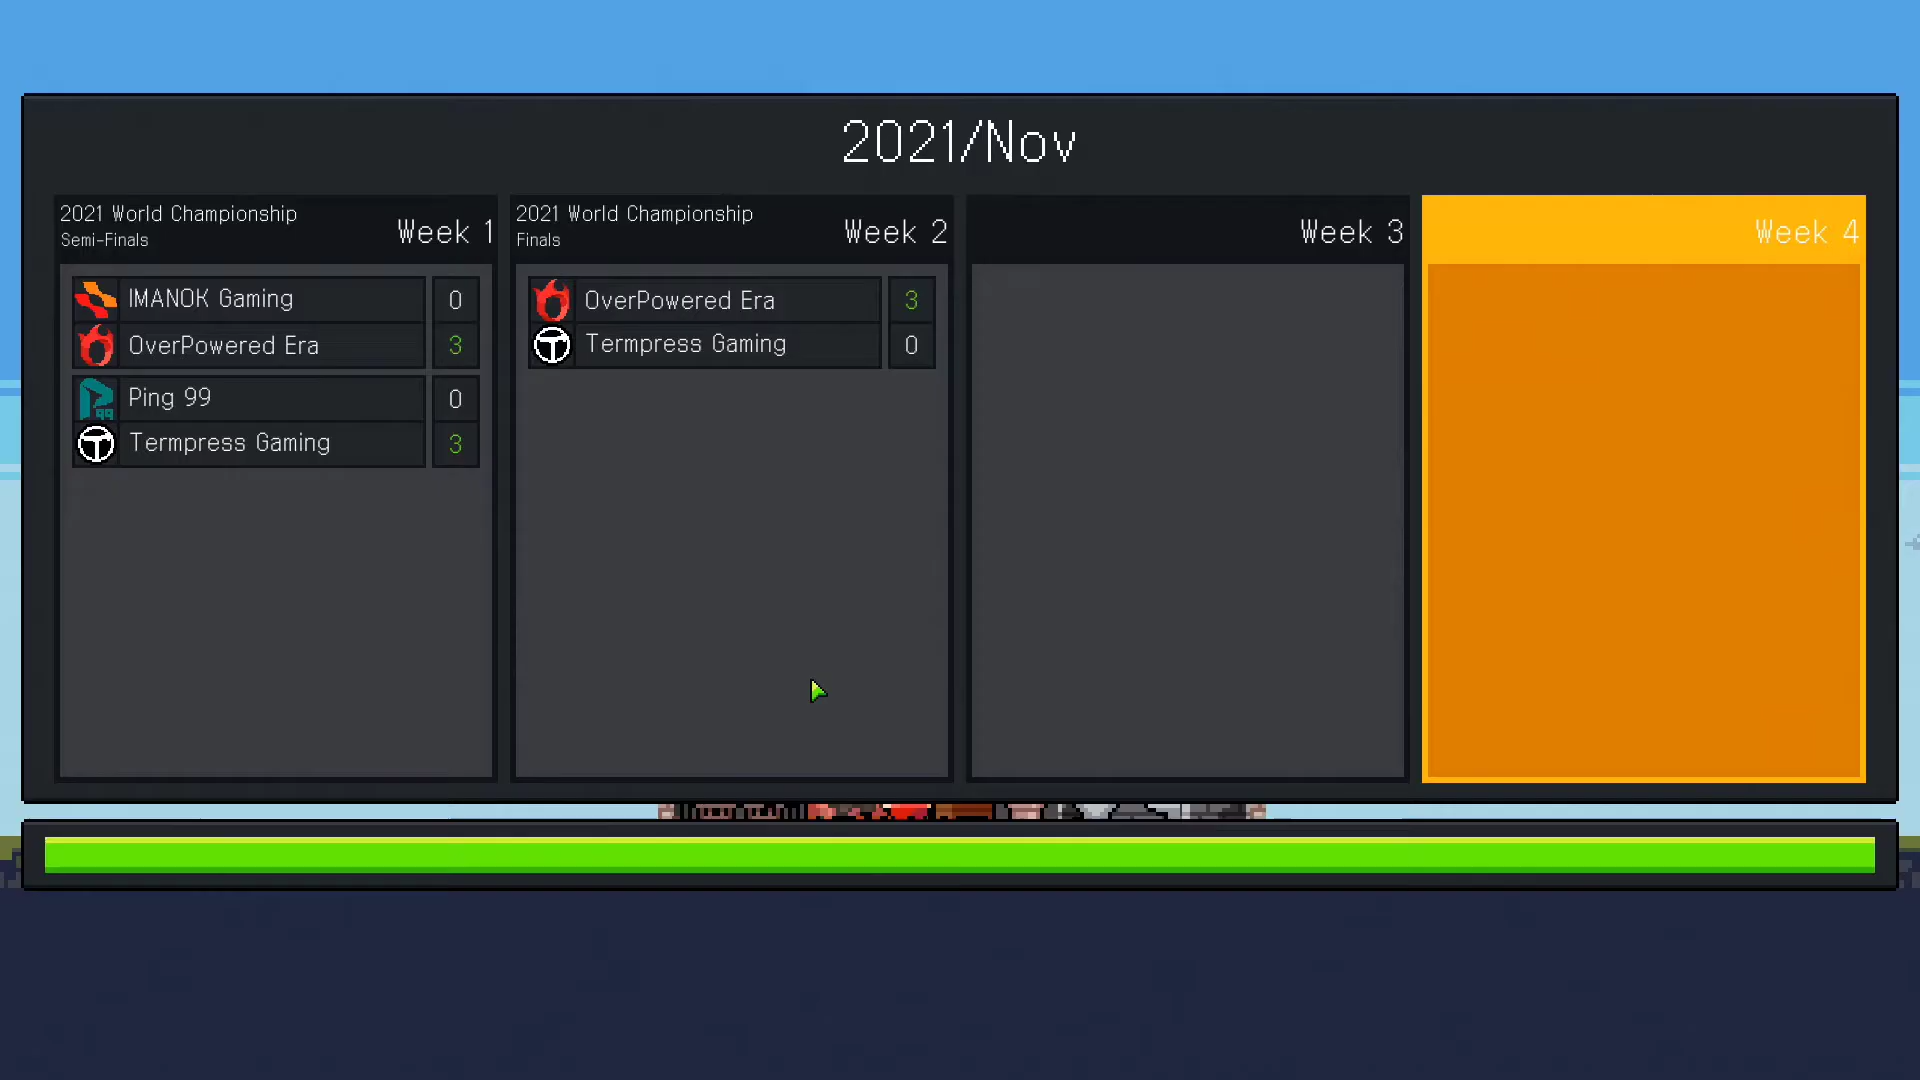 2021/Nov
2021 World Championship
Semi-Finals
Week 1
IMANOK Gaming 0
OverPowered Era 3
Ping 99 0
Termpress Gaming 3
2021 World Championship
Finals
Week 2
OverPowered Era 3
Termpress Gaming 0
Week 3
Week 4